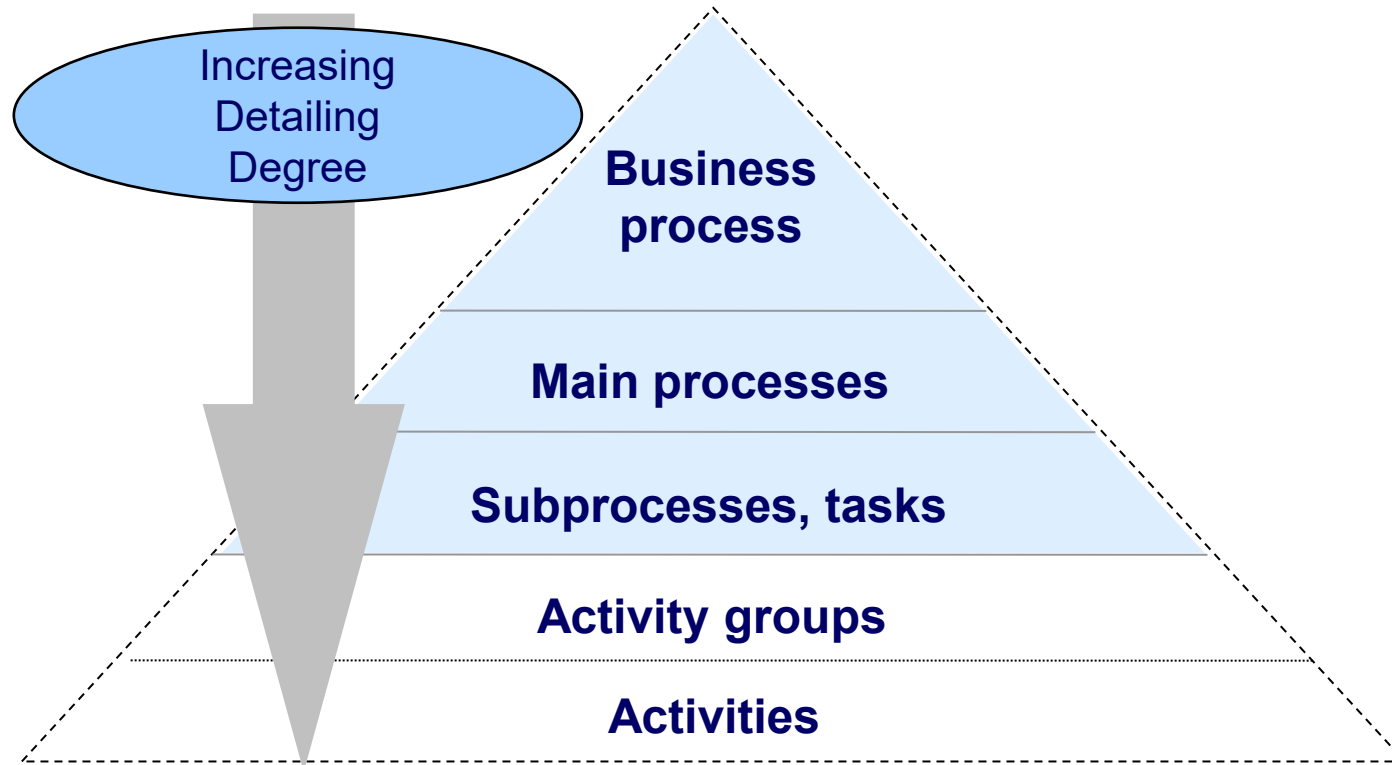 Increasing
Detailing
Degree
Business
process
Main processes
Subprocesses, tasks
Activity groups
Activities